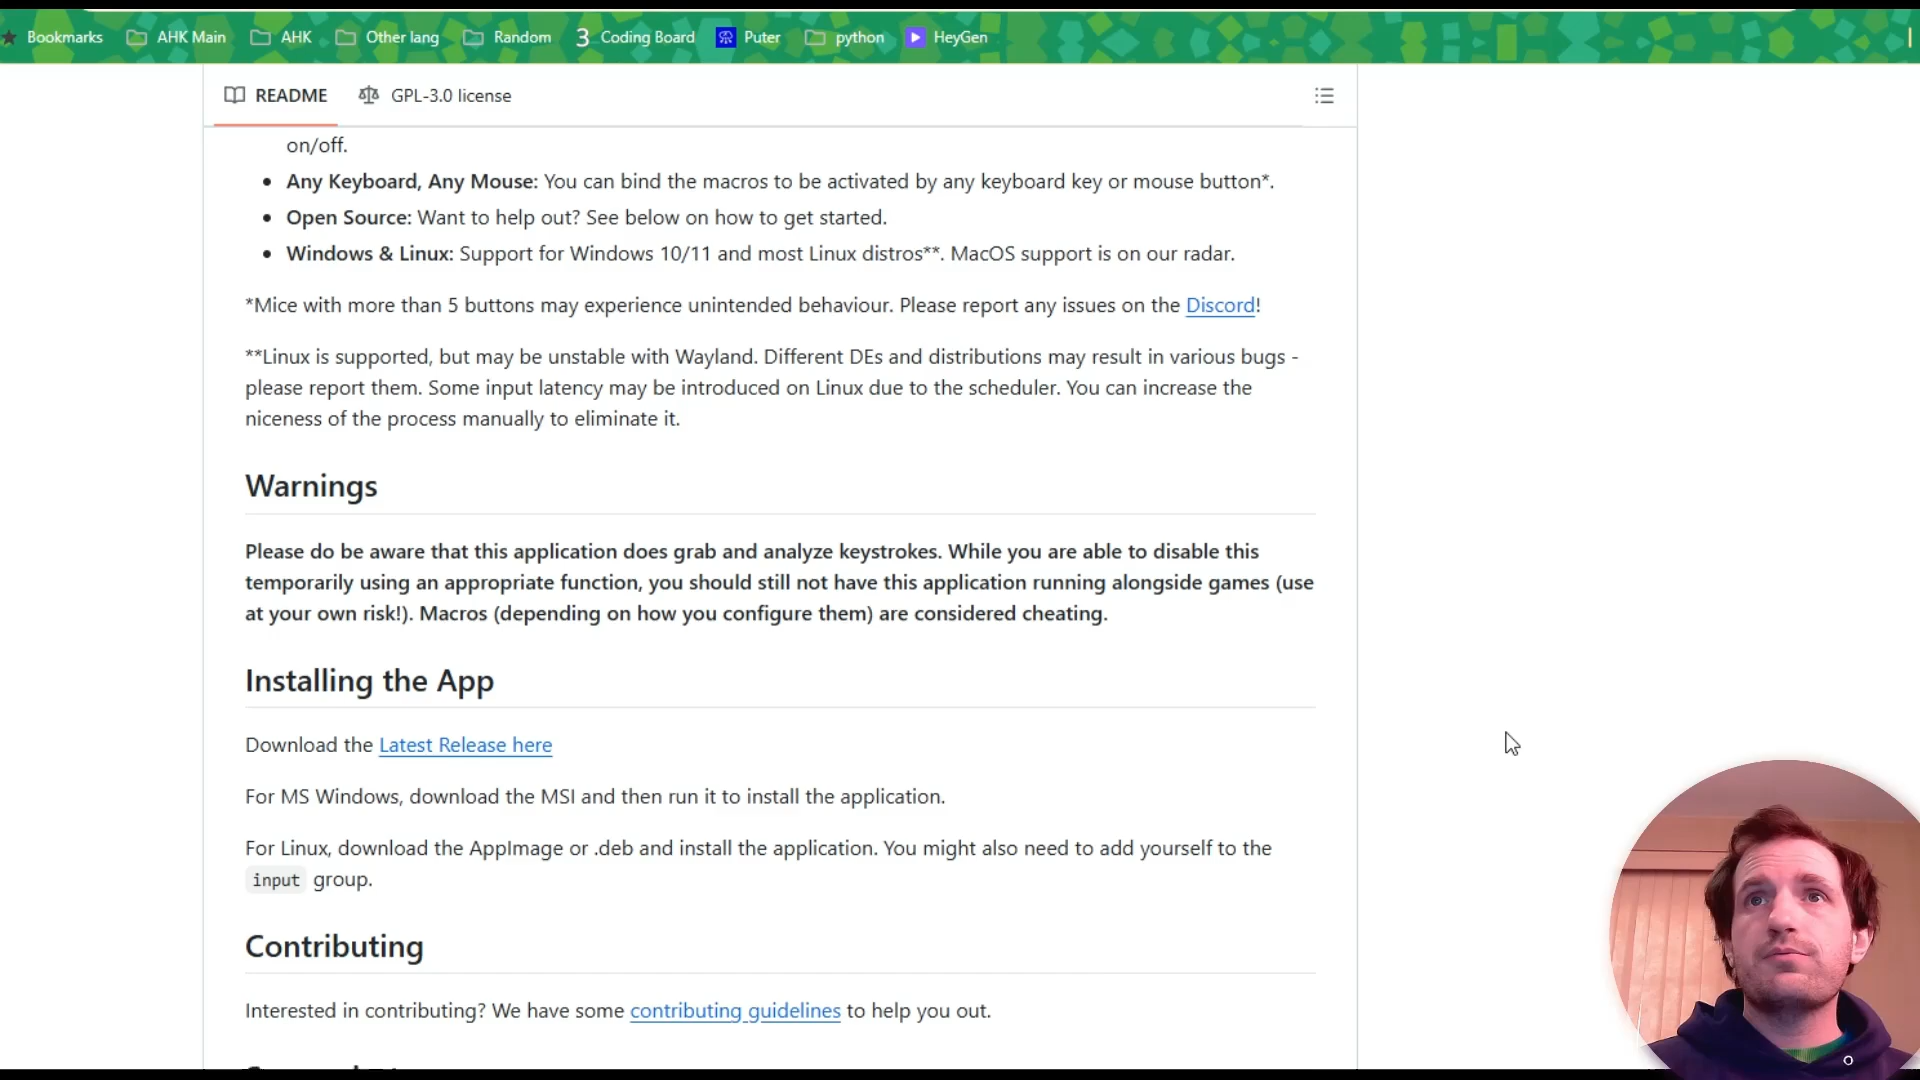 Bookmarks AHK Main AHK Other lang Random 3 Coding Board Puter python HeyGen
README GPL-3.0 license
on/off.
• Any Keyboard, Any Mouse: You can bind the macros to be activated by any keyboard key or mouse button*.
• Open Source: Want to help out? See below on how to get started.
• Windows & Linux: Support for Windows 10/11 and most Linux distros**. MacOS support is on our radar.
*Mice with more than 5 buttons may experience unintended behaviour. Please report any issues on the Discord!
**Linux is supported, but may be unstable with Wayland. Different DEs and distributions may result in various bugs -
please report them. Some input latency may be introduced on Linux due to the scheduler. You can increase the
niceness of the process manually to eliminate it.
Warnings
Please do be aware that this application does grab and analyze keystrokes. While you are able to disable this
temporarily using an appropriate function, you should still not have this application running alongside games (use
at your own risk!). Macros (depending on how you configure them) are considered cheating.
Installing the App
Download the Latest Release here
For MS Windows, download the MSI and then run it to install the application.
For Linux, download the AppImage or .deb and install the application. You might also need to add yourself to the
input group.
Contributing
Interested in contributing? We have some contributing guidelines to help you out.